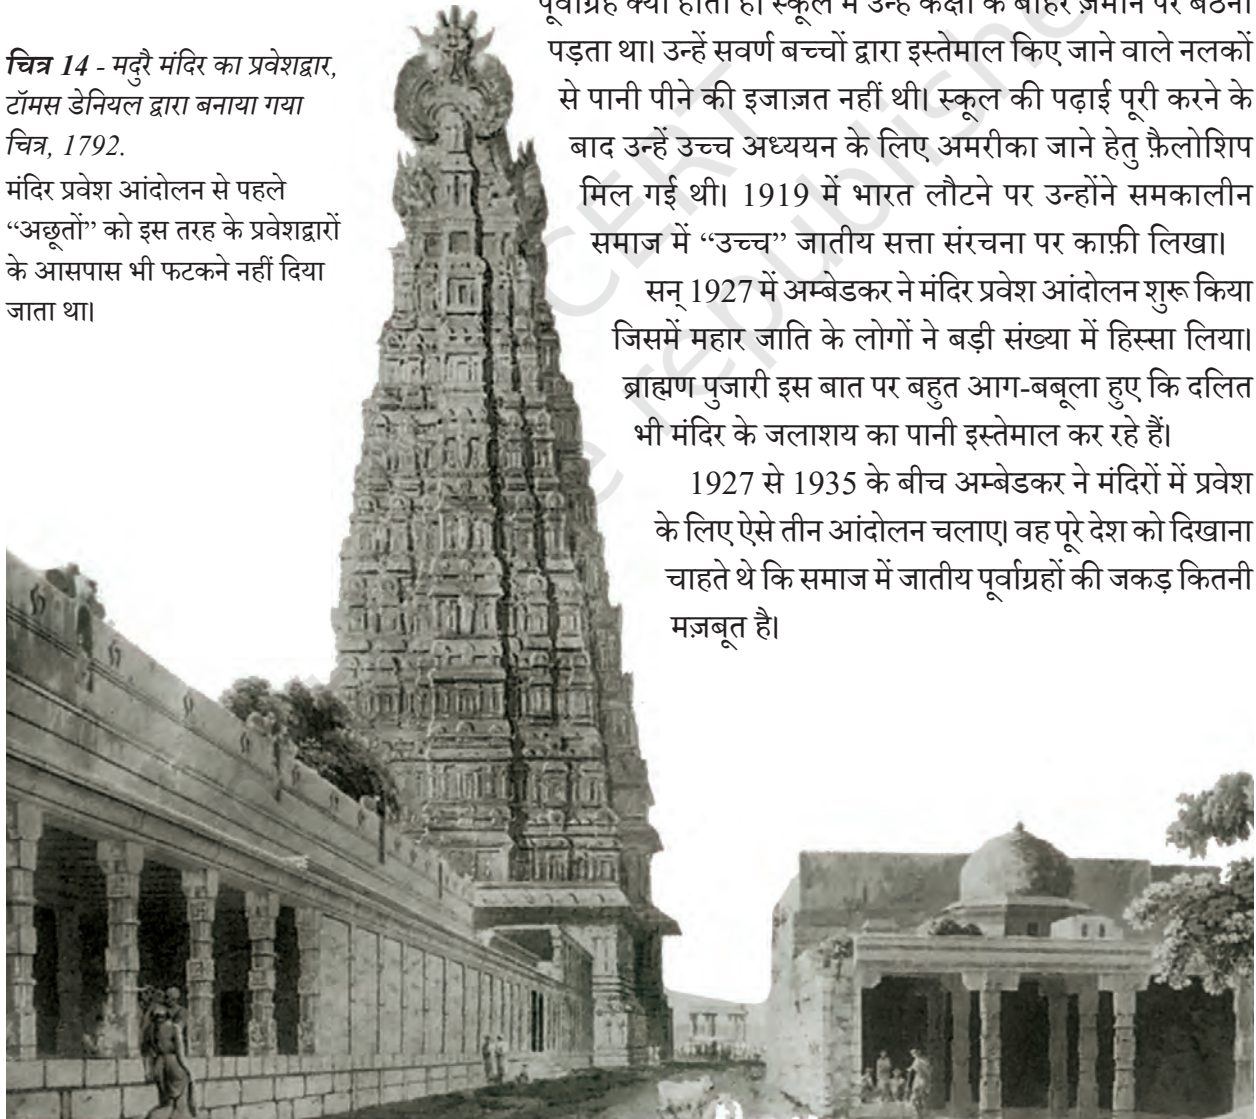 चित्र 14 - मदुरै मंदिर का प्रवेशद्वार,
टॉमस डेनियल द्वारा बनाया गया
चित्र, 1792.
मंदिर प्रवेश आंदोलन से पहले
“अछूतों” को इस तरह के प्रवेशद्वारों
के आसपास भी फटकने नहीं दिया
जाता था।
पूर्वाग्रह क्या होता है। स्कूल में उन्हें कक्षा के बाहर ज़मीन पर बैठना
पड़ता था। उन्हें सवर्ण बच्चों द्वारा इस्तेमाल किए जाने वाले नलकों
से पानी पीने की इजाज़त नहीं थी। स्कूल की पढ़ाई पूरी करने के
बाद उन्हें उच्च अध्ययन के लिए अमरीका जाने हेतु फ़ैलोशिप
मिल गई थी। 1919 में भारत लौटने पर उन्होंने समकालीन
समाज में “उच्च” जातीय सत्ता संरचना पर काफ़ी लिखा।
सन् 1927 में अम्बेडकर ने मंदिर प्रवेश आंदोलन शुरू किया
जिसमें महार जाति के लोगों ने बड़ी संख्या में हिस्सा लिया।
ब्राह्मण पुजारी इस बात पर बहुत आग-बबूला हुए कि दलित
भी मंदिर के जलाशय का पानी इस्तेमाल कर रहे हैं।
1927 से 1935 के बीच अम्बेडकर ने मंदिरों में प्रवेश
के लिए ऐसे तीन आंदोलन चलाए। वह पूरे देश को दिखाना
चाहते थे कि समाज में जातीय पूर्वाग्रहों की जकड़ कितनी
मज़बूत है।